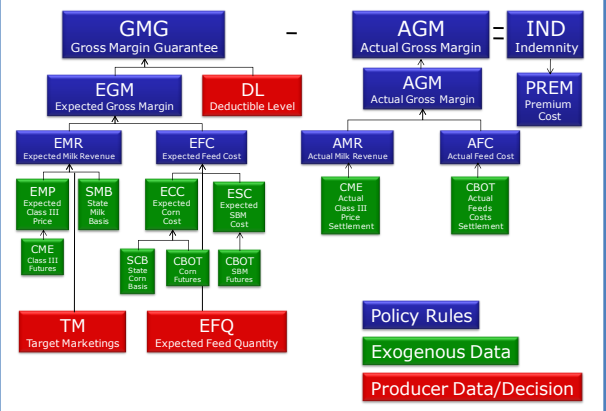 GMG
Gross Margin Guarantee
-
AGM
Actual Gross Margin
=
IND
Indemnity
EGM
Expected Gross Margin
DL
Deductible Level
AGM
Actual Gross Margin
PREM
Premium
Cost
EMR
Expected Milk Revenue
EFC
Expected Feed Cost
AMR
Actual Milk Revenue
AFC
Actual Feed Cost
EMP
Expected
Class III
Price
SMB
State
Milk
Basis
ECC
Expected
Corn
Cost
ESC
Expected
SBM
Cost
CME
Actual
Class III
Price
Settlement
CBOT
Actual
Feeds
Costs
Settlement
CME
Class III
Futures
SCB
State
Corn
Basis
CBOT
Corn
Futures
CBOT
SBM
Futures
TM
Target Marketings
EFQ
Expected Feed Quantity
Policy Rules
Exogenous Data
Producer Data/Decision